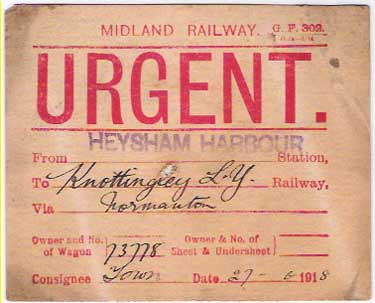 MIDLAND RAILWAY. G. F. 302.
URGENT.
HEYSHAM HARBOUR
From Station,
To Knottingley L.Y. Railway,
Via Normanton
Owner and No. of Wagon 73778 Owner & No. of Sheet & Undersheet
Consignee Town Date 27-6 1918